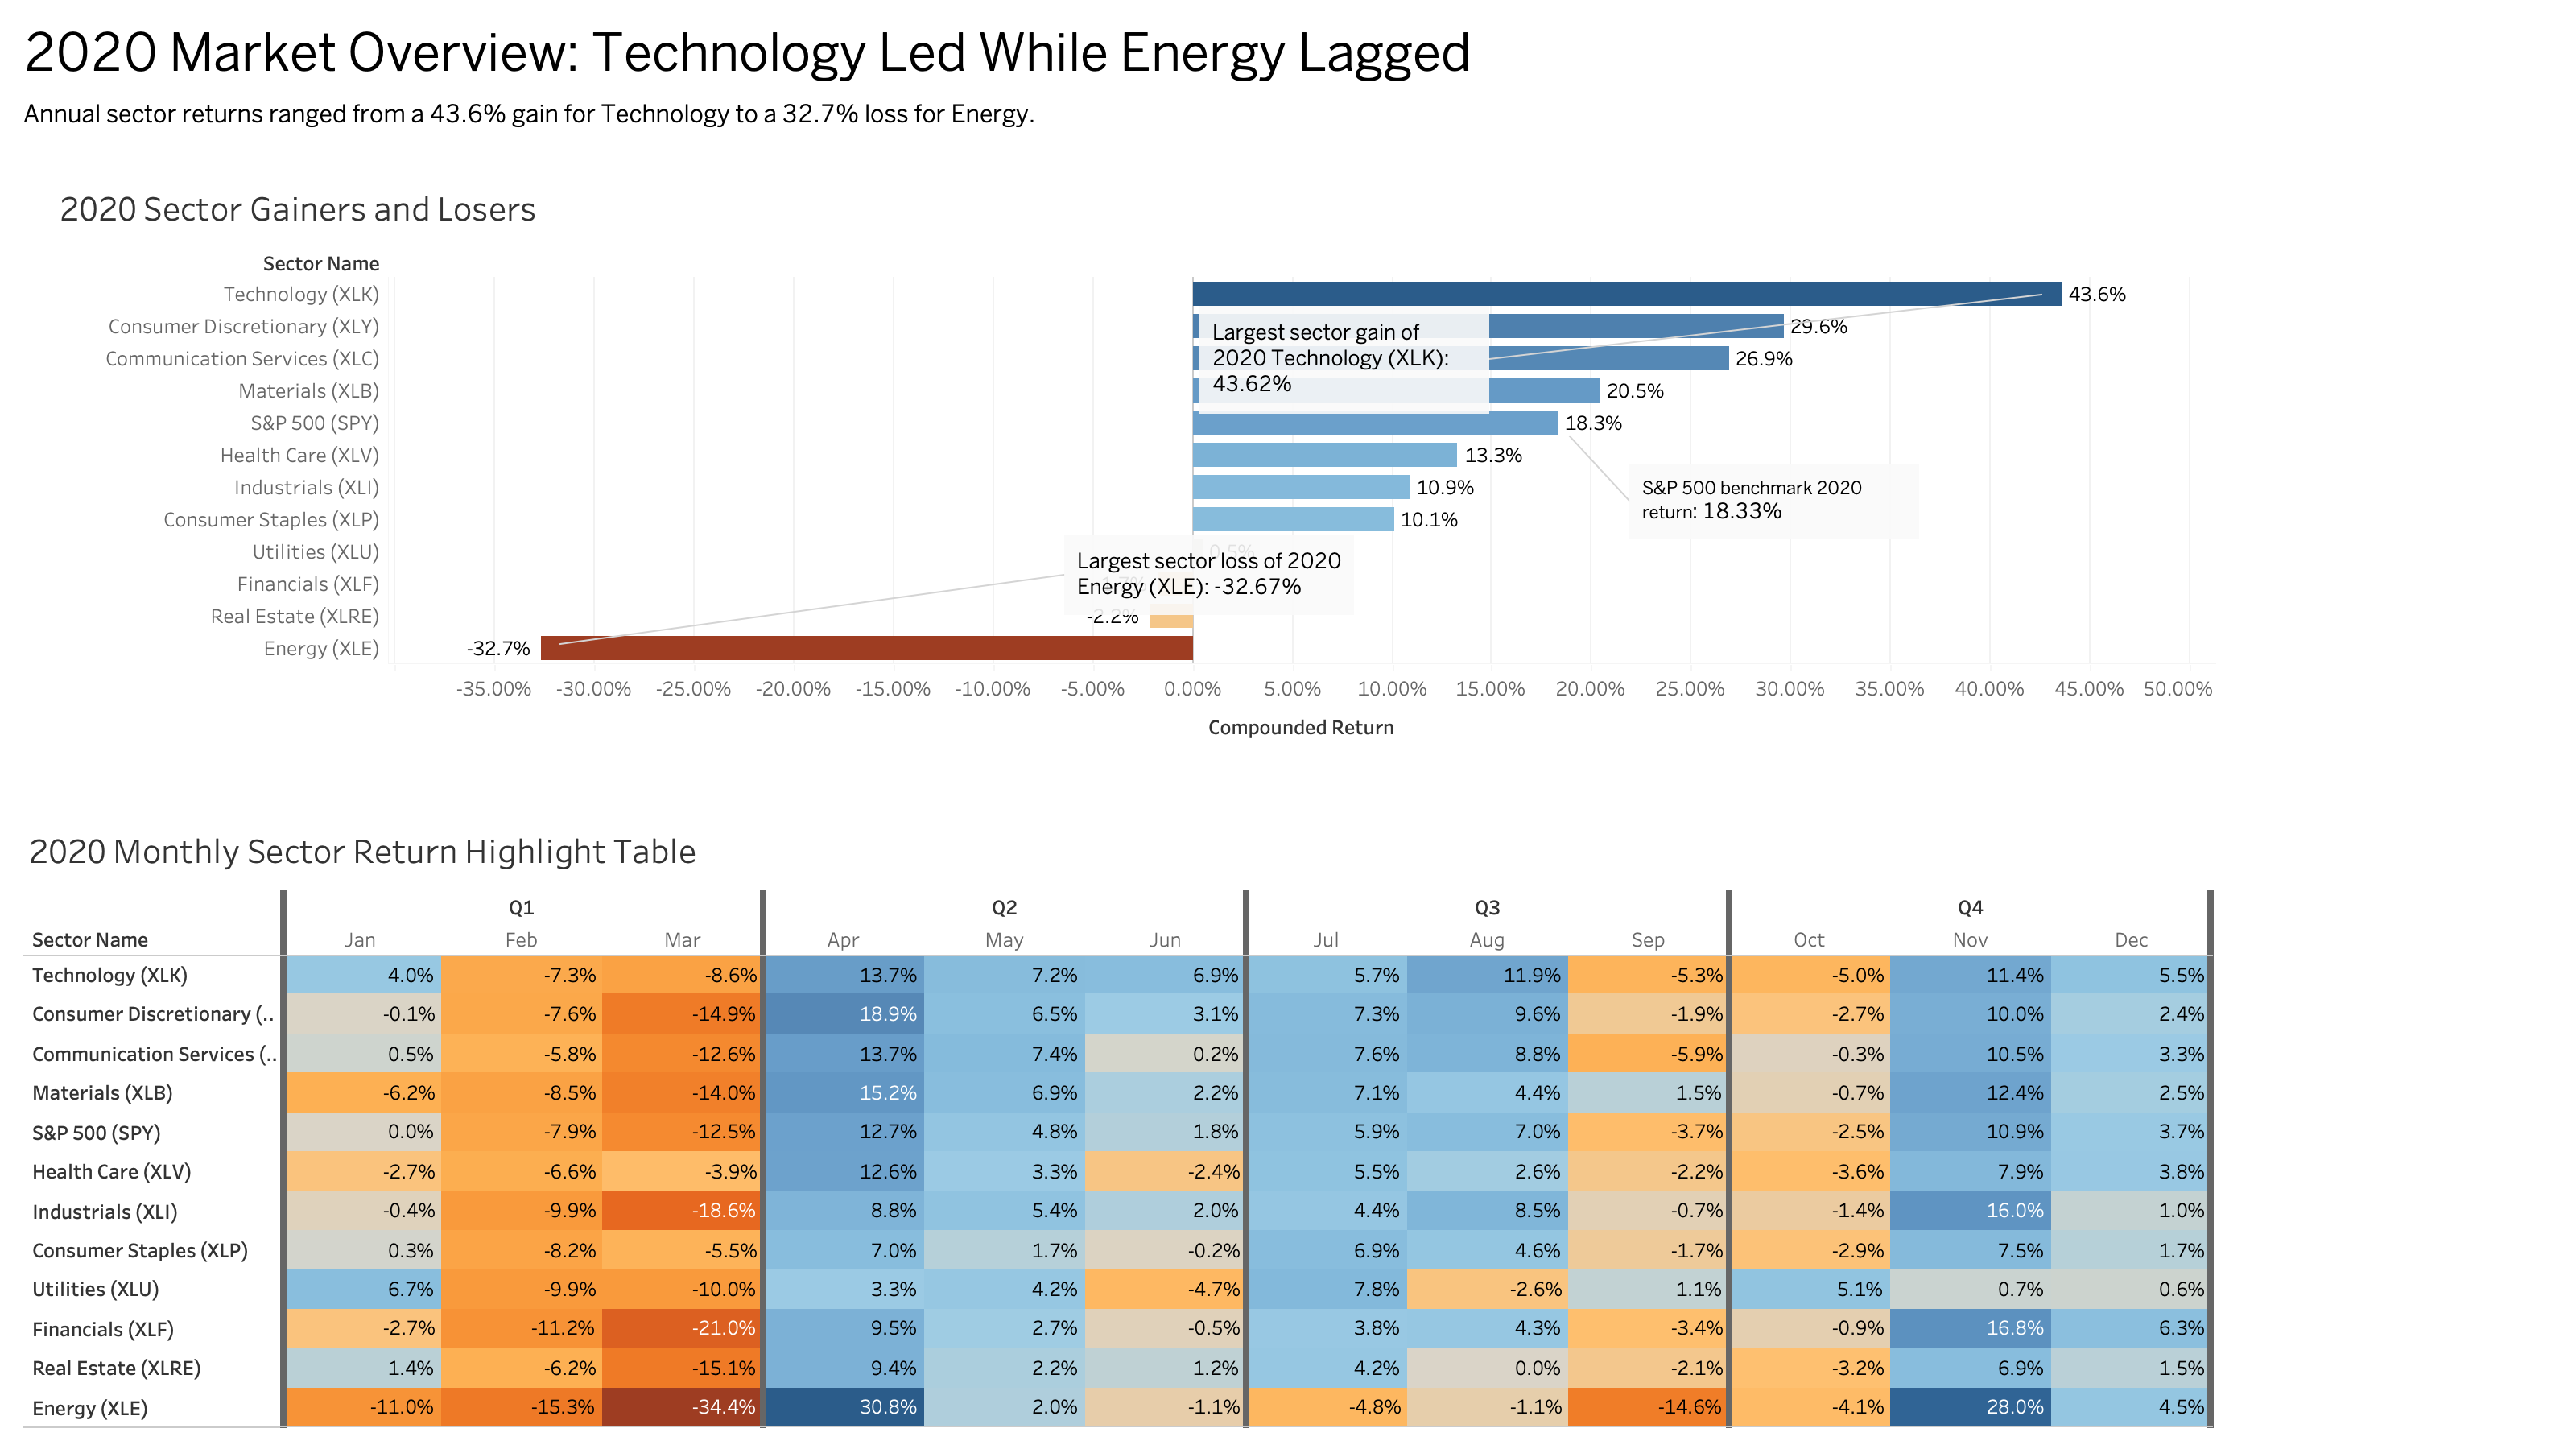 2020 Market Overview: Technology Led While Energy Lagged
Annual sector returns ranged from a 43.6% gain for Technology to a 32.7% loss for Energy.
2020 Sector Gainers and Losers
Sector Name
Technology (XLK) 43.6%
Consumer Discretionary (XLY) 29.6%
Communication Services (XLC) 26.9%
Materials (XLB) 20.5%
S&P 500 (SPY) 18.3%
Health Care (XLV) 13.3%
Industrials (XLI) 10.9%
Consumer Staples (XLP) 10.1%
Utilities (XLU) 0.5%
Financials (XLF)
Real Estate (XLRE) -2.2%
Energy (XLE) -32.7%
Largest sector gain of
2020 Technology (XLK):
43.62%
S&P 500 benchmark 2020
return: 18.33%
Largest sector loss of 2020
Energy (XLE): -32.67%
-35.00% -30.00% -25.00% -20.00% -15.00% -10.00% -5.00% 0.00% 5.00% 10.00% 15.00% 20.00% 25.00% 30.00% 35.00% 40.00% 45.00% 50.00%
Compounded Return
2020 Monthly Sector Return Highlight Table
Q1 Q2 Q3 Q4
Sector Name Jan Feb Mar Apr May Jun Jul Aug Sep Oct Nov Dec
Technology (XLK) 4.0% -7.3% -8.6% 13.7% 7.2% 6.9% 5.7% 11.9% -5.3% -5.0% 11.4% 5.5%
Consumer Discretionary (.. -0.1% -7.6% -14.9% 18.9% 6.5% 3.1% 7.3% 9.6% -1.9% -2.7% 10.0% 2.4%
Communication Services (.. 0.5% -5.8% -12.6% 13.7% 7.4% 0.2% 7.6% 8.8% -5.9% -0.3% 10.5% 3.3%
Materials (XLB) -6.2% -8.5% -14.0% 15.2% 6.9% 2.2% 7.1% 4.4% 1.5% -0.7% 12.4% 2.5%
S&P 500 (SPY) 0.0% -7.9% -12.5% 12.7% 4.8% 1.8% 5.9% 7.0% -3.7% -2.5% 10.9% 3.7%
Health Care (XLV) -2.7% -6.6% -3.9% 12.6% 3.3% -2.4% 5.5% 2.6% -2.2% -3.6% 7.9% 3.8%
Industrials (XLI) -0.4% -9.9% -18.6% 8.8% 5.4% 2.0% 4.4% 8.5% -0.7% -1.4% 16.0% 1.0%
Consumer Staples (XLP) 0.3% -8.2% -5.5% 7.0% 1.7% -0.2% 6.9% 4.6% -1.7% -2.9% 7.5% 1.7%
Utilities (XLU) 6.7% -9.9% -10.0% 3.3% 4.2% -4.7% 7.8% -2.6% 1.1% 5.1% 0.7% 0.6%
Financials (XLF) -2.7% -11.2% -21.0% 9.5% 2.7% -0.5% 3.8% 4.3% -3.4% -0.9% 16.8% 6.3%
Real Estate (XLRE) 1.4% -6.2% -15.1% 9.4% 2.2% 1.2% 4.2% 0.0% -2.1% -3.2% 6.9% 1.5%
Energy (XLE) -11.0% -15.3% -34.4% 30.8% 2.0% -1.1% -4.8% -1.1% -14.6% -4.1% 28.0% 4.5%